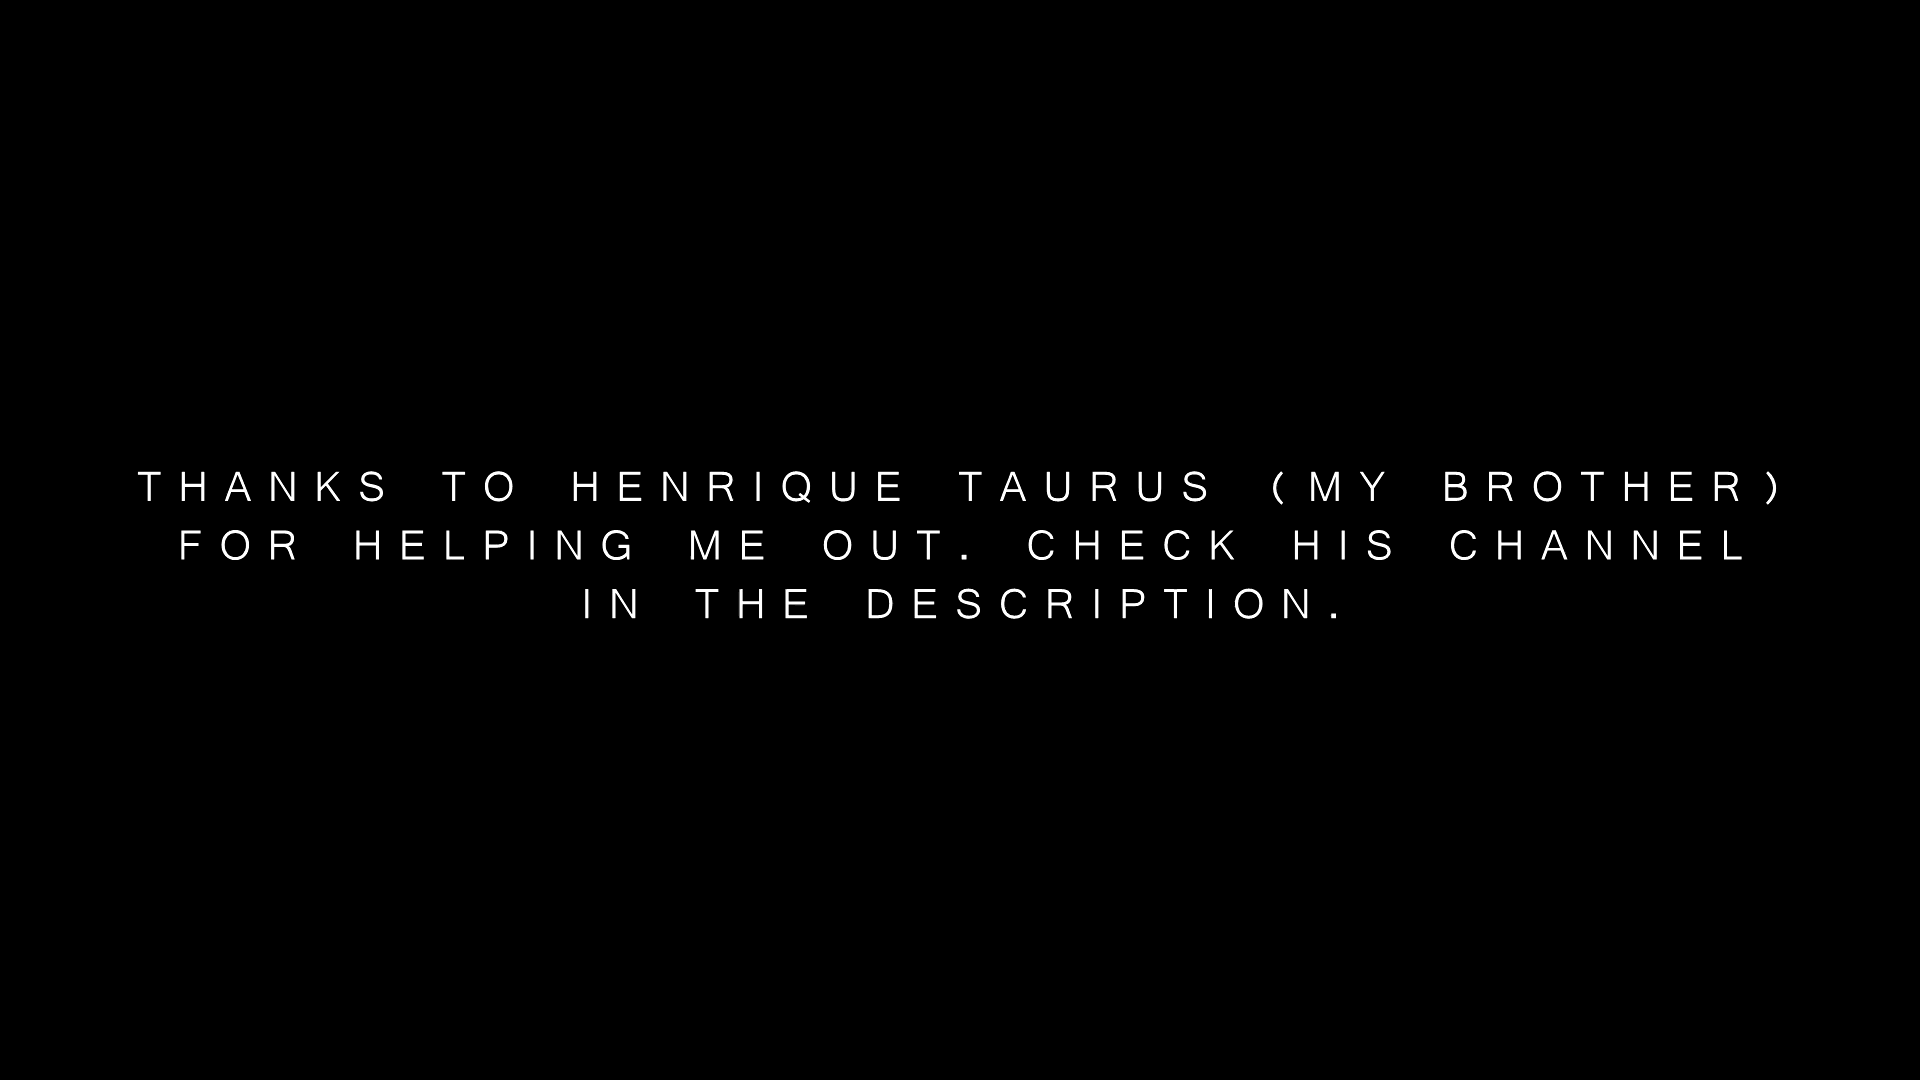 THANKS TO HENRIQUE TAURUS (MY BROTHER)
FOR HELPING ME OUT. CHECK HIS CHANNEL
IN THE DESCRIPTION.